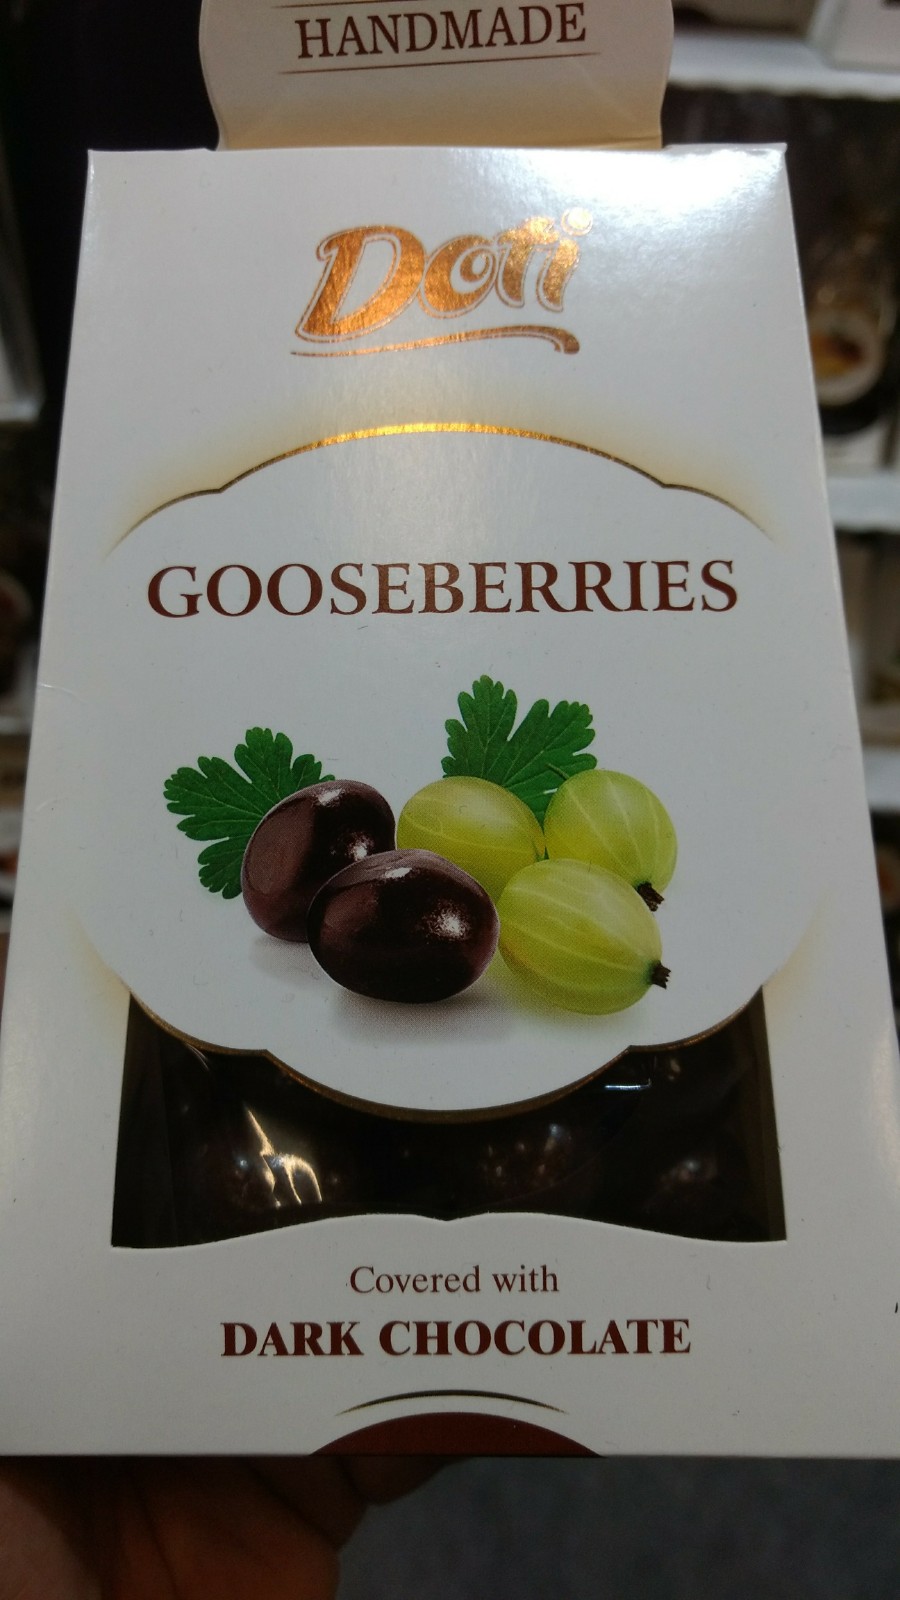 HANDMADE
Doti
GOOSEBERRIES
Covered with
DARK CHOCOLATE